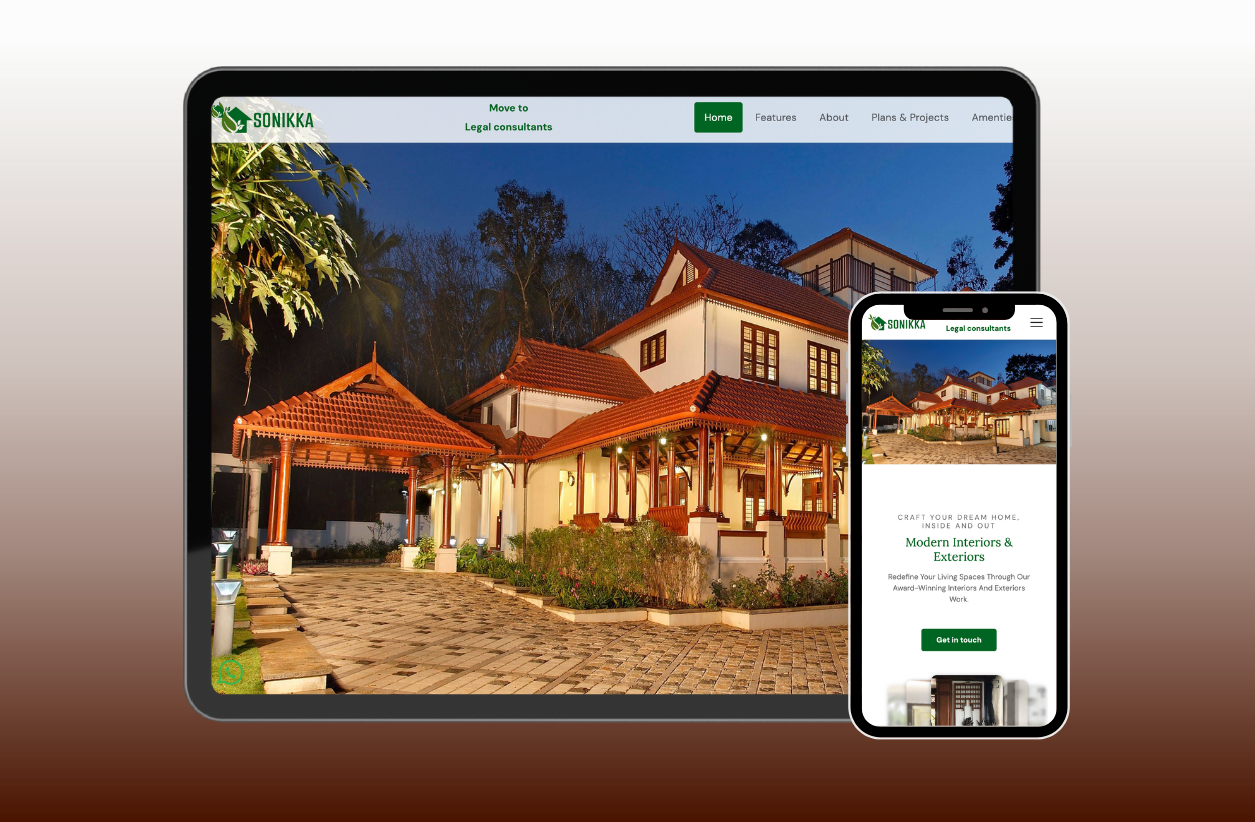 SONIKKA
Move to
Legal consultants
Home
Features
About
Plans & Projects
Amenties
SONIKKA
Legal consultants
CRAFT YOUR DREAM HOME,
INSIDE AND OUT
Modern Interiors &
Exteriors
Redefine Your Living Spaces Through Our
Award-Winning Interiors And Exteriors
Work.
Get in touch